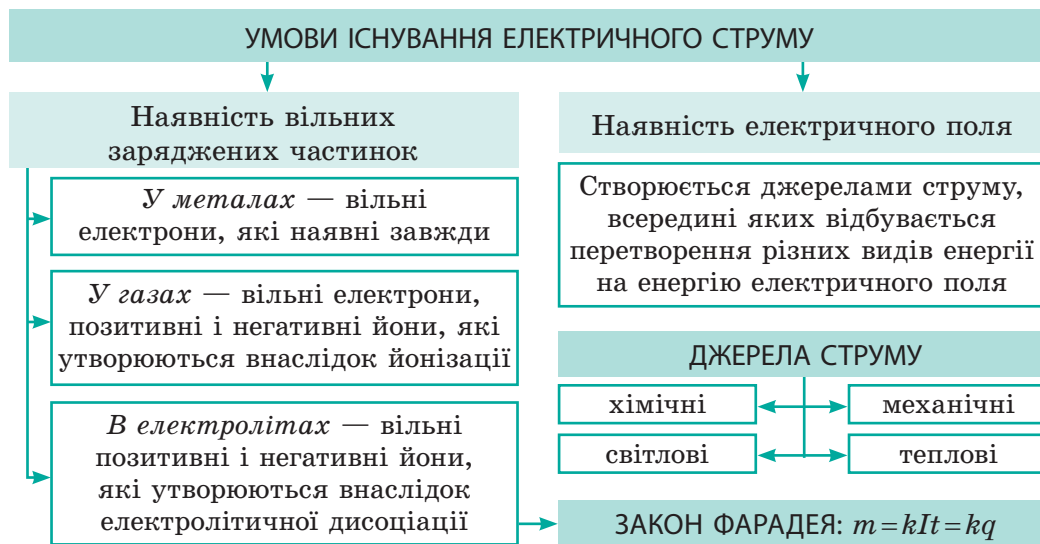 УМОВИ ІСНУВАННЯ ЕЛЕКТРИЧНОГО СТРУМУ
Наявність вільних
заряджених частинок
У металах — вільні
електрони, які наявні завжди
У газах — вільні електрони,
позитивні і негативні йони, які
утворюються внаслідок йонізації
В електролітах — вільні
позитивні і негативні йони,
які утворюються внаслідок
електролітичної дисоціації
Наявність електричного поля
Створюється джерелами струму,
всередині яких відбувається
перетворення різних видів енергії
на енергію електричного поля
ДЖЕРЕЛА СТРУМУ
хімічні
механічні
світлові
теплові
ЗАКОН ФАРАДЕЯ: m = kIt = kq